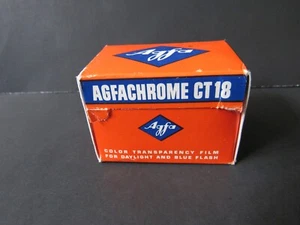 Agfa
AGFACHROME CT18
Agfa
COLOR TRANSPARENCY FILM
FOR DAYLIGHT AND BLUE FLASH